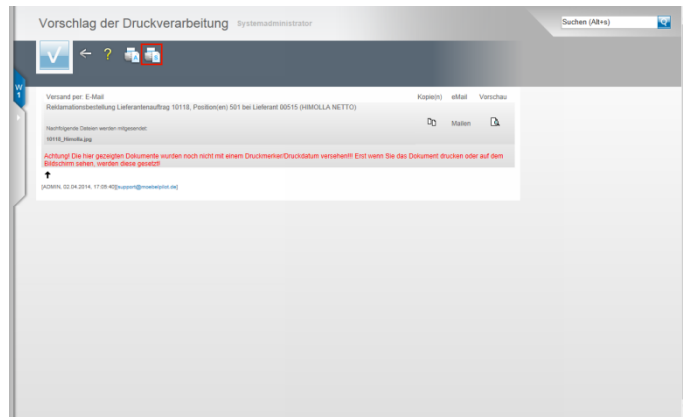 Vorschlag der Druckverarbeitung Systemadministrator
Suchen (Alt+s)
?
W
1
Versand per: E-Mail Kopie(n) eMail Vorschau
Reklamationsbestellung Lieferantenauftrag 10118, Position(en) 501 bei Lieferant 60515 (HIMOLLA NETTO)
Mailen
Nachfolgende Dateien werden mitgesendet:
10118_Himolla.jpg
Achtung! Die hier gezeigten Dokumente wurden noch nicht mit einem Druckmerker/Druckdatum versehen!!! Erst wenn Sie das Dokument drucken oder auf dem
Bildschirm sehen, werden diese gesetzt!
[ADMIN, 02.04.2014, 17:05:40][support@moebelpilot.de]